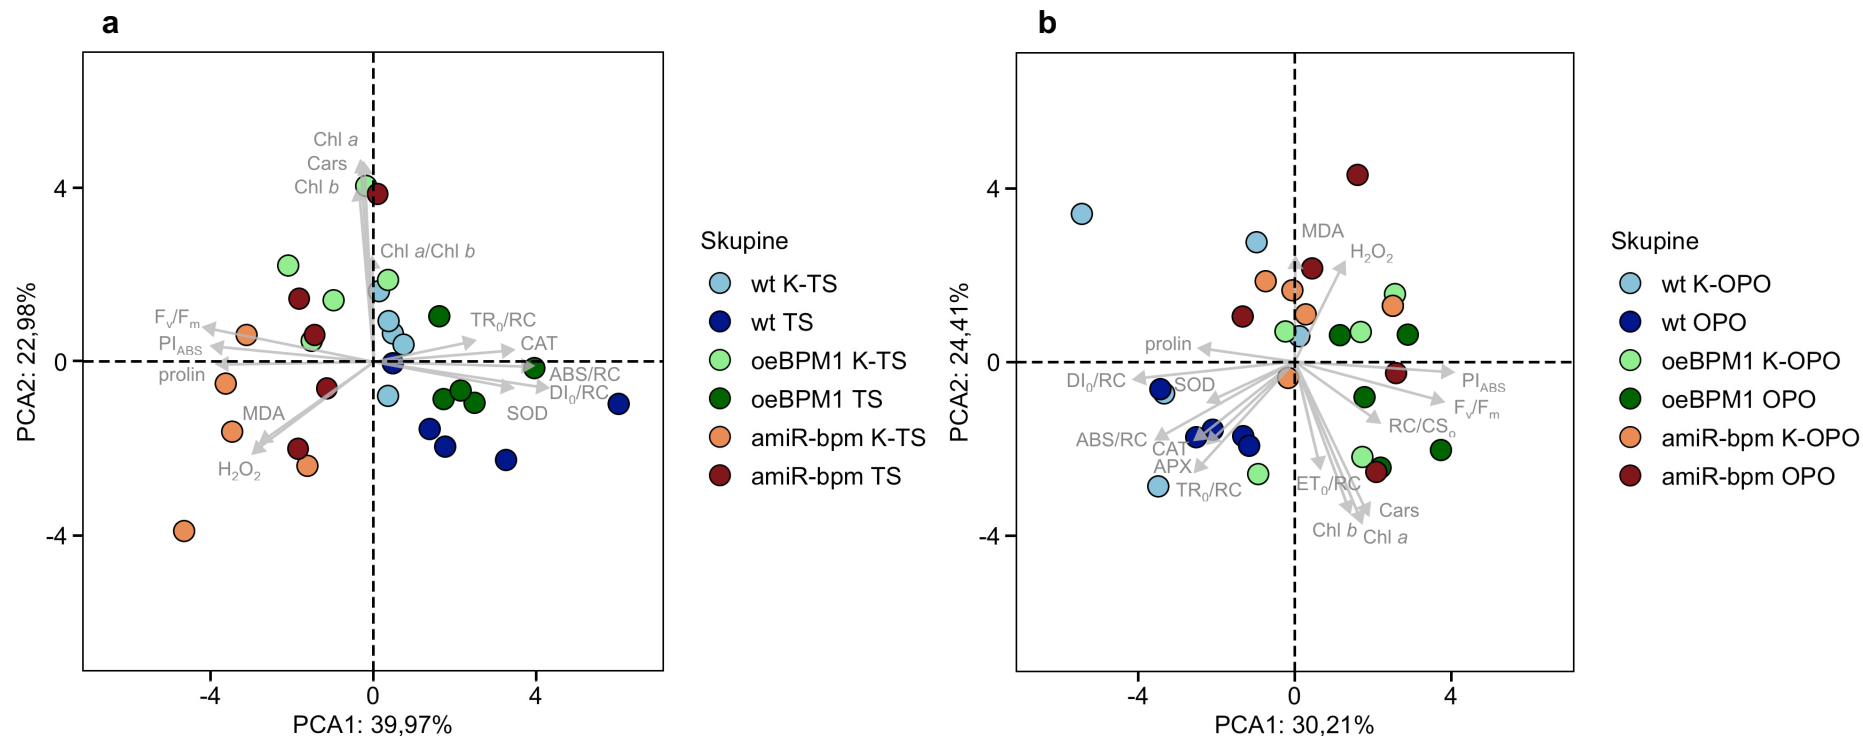 a
Chl a
Cars
Chl b
Chl a/Chl b
Fv/Fm
PIABS
prolin
MDA
H2O2
TR0/RC
CAT
ABS/RC
DI0/RC
SOD
4
0
-4
-4 0 4
PCA1: 39,97%
PCA2: 22,98%
Skupine
wt K-TS
wt TS
oeBPM1 K-TS
oeBPM1 TS
amiR-bpm K-TS
amiR-bpm TS
b
MDA
H2O2
prolin
DI0/RC
SOD
ABS/RC
CAT
APX
TR0/RC
PIABS
Fv/Fm
RC/CSo
ET0/RC
Cars
Chl b
Chl a
4
0
-4
-4 0 4
PCA1: 30,21%
PCA2: 24,41%
Skupine
wt K-OPO
wt OPO
oeBPM1 K-OPO
oeBPM1 OPO
amiR-bpm K-OPO
amiR-bpm OPO